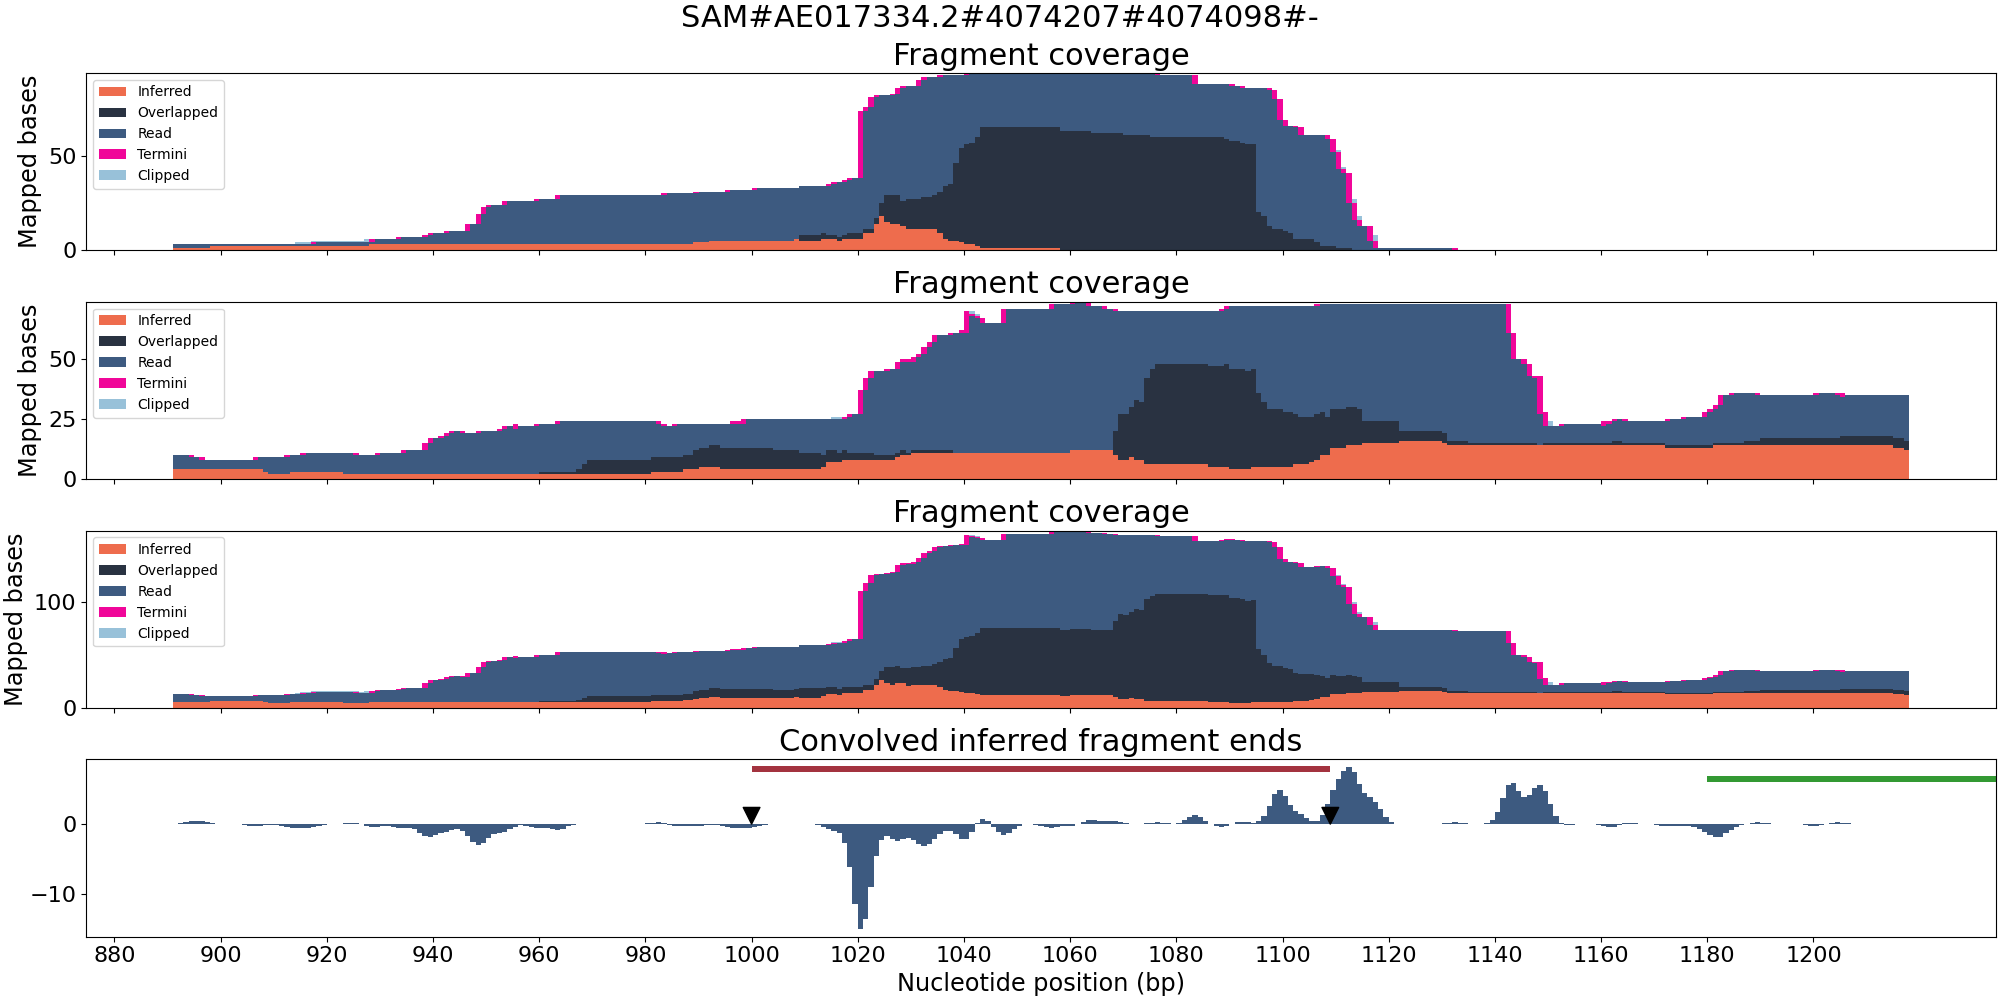 SAM#AE017334.2#4074207#4074098#-
Fragment coverage
Mapped bases
50
0
Inferred
Overlapped
Read
Termini
Clipped
Fragment coverage
Mapped bases
50
25
0
Inferred
Overlapped
Read
Termini
Clipped
Fragment coverage
Mapped bases
100
0
Inferred
Overlapped
Read
Termini
Clipped
Convolved inferred fragment ends
0
−10
880 900 920 940 960 980 1000 1020 1040 1060 1080 1100 1120 1140 1160 1180 1200
Nucleotide position (bp)